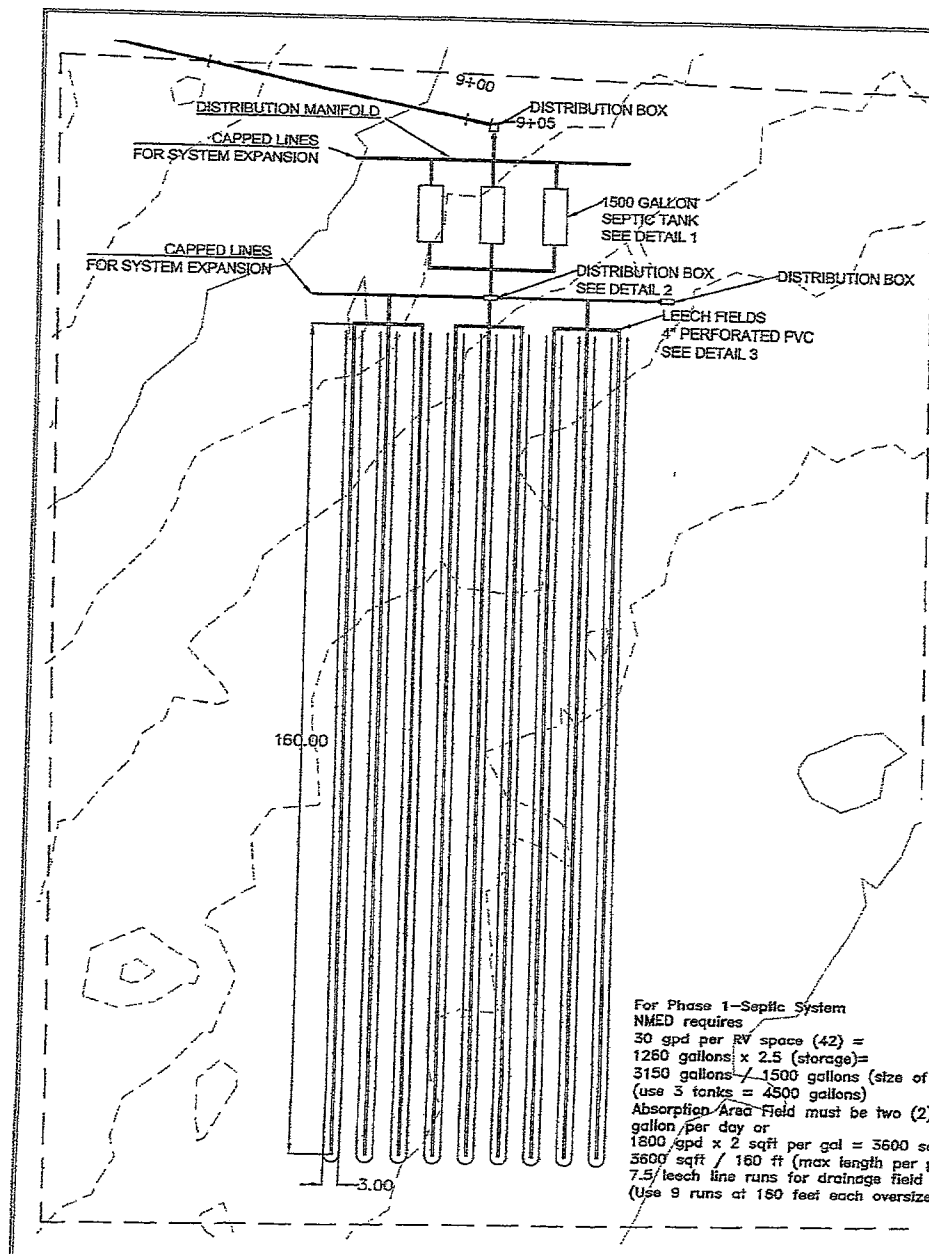 9+00
DISTRIBUTION MANIFOLD
DISTRIBUTION BOX
9+05
CAPPED LINES
FOR SYSTEM EXPANSION
1500 GALLON
SEPTIC TANK
SEE DETAIL 1
CAPPED LINES
FOR SYSTEM EXPANSION
DISTRIBUTION BOX
SEE DETAIL 2
DISTRIBUTION BOX
LEECH FIELDS
4" PERFORATED PVC
SEE DETAIL 3
160.00
3.00
For Phase 1-Septic System
NMED requires
30 gpd per RV space (42) =
1260 gallons x 2.5 (storage)=
3150 gallons / 1500 gallons (size of
(use 3 tanks = 4500 gallons)
Absorption Area Field must be two (2)
gallon per day or
1800 gpd x 2 sqft per gal = 3600
3600 sqft / 160 ft (max length per
7.5 leech line runs for drainage field
(Use 9 runs at 160 feet each oversize